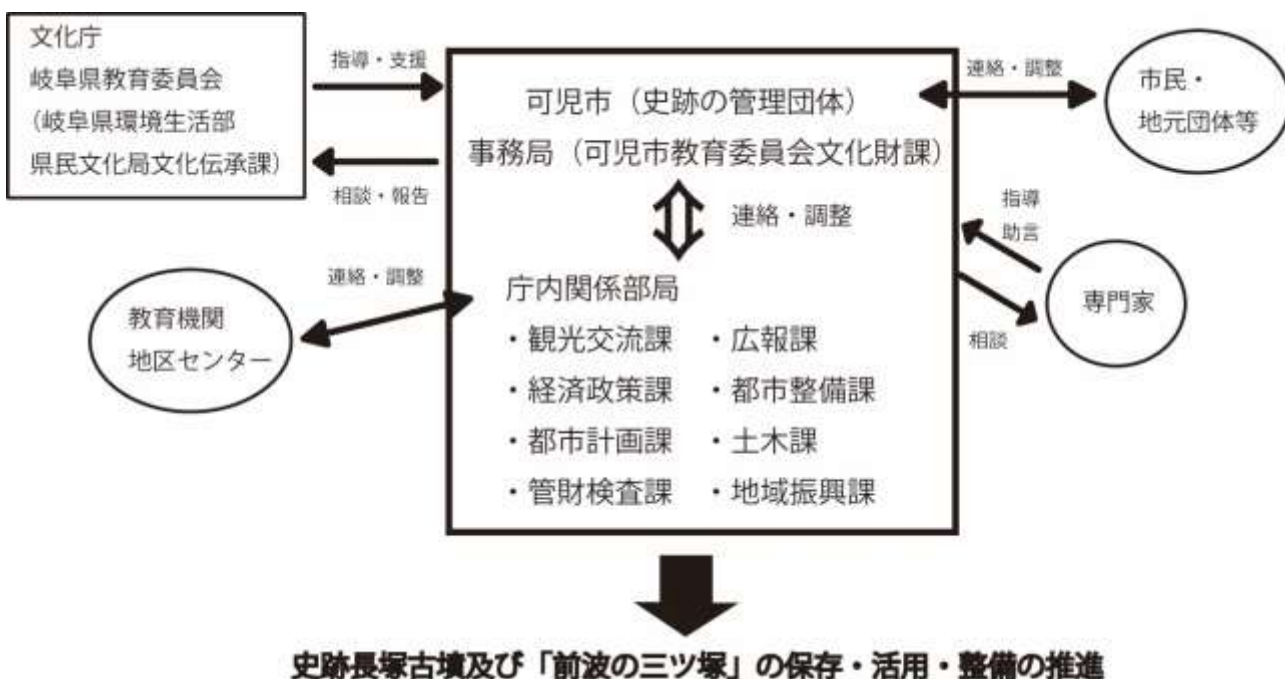 文化庁
岐阜県教育委員会
(岐阜県環境生活部
県民文化局文化伝承課)
指導・支援
相談・報告
可児市（史跡の管理団体）
事務局（可児市教育委員会文化財課）
連絡・調整
市民・
地元団体等
連絡・調整
指導
助言
専門家
相談
連絡・調整
教育機関
地区センター
庁内関係部局
・観光交流課 ・広報課
・経済政策課 ・都市整備課
・都市計画課 ・土木課
・管財検査課 ・地域振興課
史跡長塚古墳及び「前波の三ツ塚」の保存・活用・整備の推進